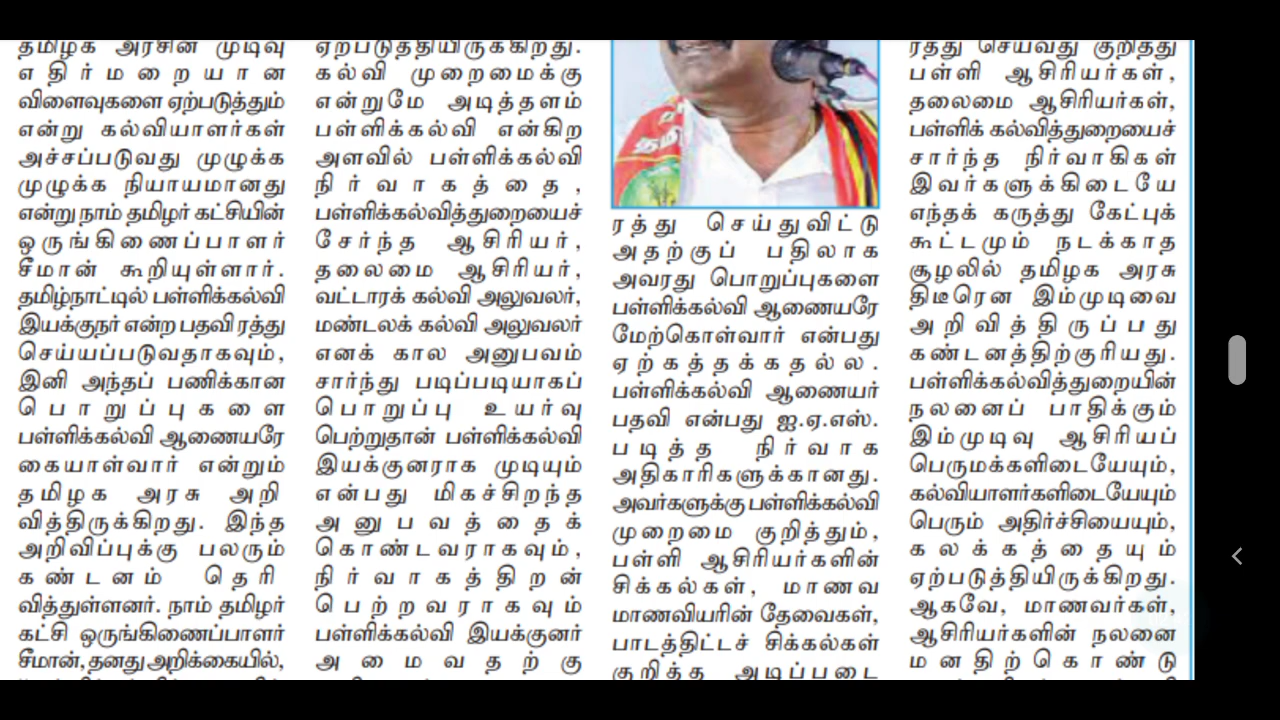 தமிழக அரசின் முடிவு
எதிர்மறையான
விளைவுகளை ஏற்படுத்தும்
என்று கல்வியாளர்கள்
அச்சப்படுவது முழுக்க
முழுக்க நியாயமானது
என்று நாம் தமிழர் கட்சியின்
ஒருங்கிணைப்பாளர்
சீமான் கூறியுள்ளார்.
தமிழ்நாட்டில் பள்ளிக்கல்வி
இயக்குநர் என்ற பதவி ரத்து
செய்யப்படுவதாகவும்,
இனி அந்தப் பணிக்கான
பொறுப்புகளை
பள்ளிக்கல்வி ஆணையரே
கையாள்வார் என்றும்
தமிழக அரசு அறி
வித்திருக்கிறது. இந்த
அறிவிப்புக்கு பலரும்
கண்டனம் தெரி
வித்துள்ளனர். நாம் தமிழர்
கட்சி ஒருங்கிணைப்பாளர்
சீமான், தனது அறிக்கையில்,
ஏற்படுத்தியிருக்கிறது.
கல்வி முறைமைக்கு
என்றுமே அடித்தளம்
பள்ளிக்கல்வி என்கிற
அளவில் பள்ளிக்கல்வி
நிர்வாகத்தை,
பள்ளிக்கல்வித்துறையைச்
சேர்ந்த ஆசிரியர்,
தலைமை ஆசிரியர்,
வட்டாரக் கல்வி அலுவலர்,
மண்டலக் கல்வி அலுவலர்
எனக் கால அனுபவம்
சார்ந்து படிப்படியாகப்
பொறுப்பு உயர்வு
பெற்றுதான் பள்ளிக்கல்வி
இயக்குனராக முடியும்
என்பது மிகச்சிறந்த
அனுபவத்தைக்
கொண்டவராகவும்,
நிர்வாகத்திறன்
பெற்றவராகவும்
பள்ளிக்கல்வி இயக்குனர்
அமைவதற்கு
ரத்து செய்துவிட்டு
அதற்குப் பதிலாக
அவரது பொறுப்புகளை
பள்ளிக்கல்வி ஆணையரே
மேற்கொள்வார் என்பது
ஏற்கத்தக்கதல்ல.
பள்ளிக்கல்வி ஆணையர்
பதவி என்பது ஐ.ஏ.எஸ்.
படித்த நிர்வாக
அதிகாரிகளுக்கானது.
அவர்களுக்கு பள்ளிக்கல்வி
முறைமை குறித்தும்,
பள்ளி ஆசிரியர்களின்
சிக்கல்கள், மாணவ
மாணவியரின் தேவைகள்,
பாடத்திட்டச் சிக்கல்கள்
குறித்த அடிப்படை
ரத்து செய்வது குறித்து
பள்ளி ஆசிரியர்கள்,
தலைமை ஆசிரியர்கள்,
பள்ளிக் கல்வித்துறையைச்
சார்ந்த நிர்வாகிகள்
இவர்களுக்கிடையே
எந்தக் கருத்து கேட்புக்
கூட்டமும் நடக்காத
சூழலில் தமிழக அரசு
திடீரென இம்முடிவை
அறிவித்திருப்பது
கண்டனத்திற்குரியது.
பள்ளிக்கல்வித்துறையின்
நலனைப் பாதிக்கும்
இம்முடிவு ஆசிரியப்
பெருமக்களிடையேயும்,
கல்வியாளர்களிடையேயும்
பெரும் அதிர்ச்சியையும்,
கலக்கத்தையும்
ஏற்படுத்தியிருக்கிறது.
ஆகவே, மாணவர்கள்,
ஆசிரியர்களின் நலனை
மனதிற்கொண்டு